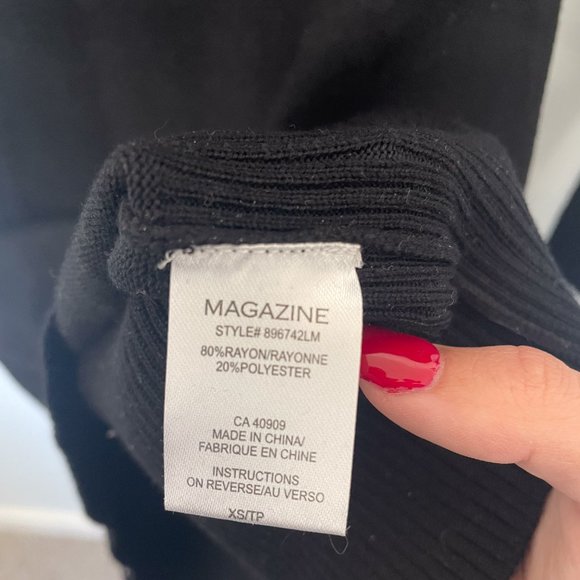 MAGAZINE
STYLE# 896742LM
80%RAYON/RAYONNE
20%POLYESTER
CA 40909
MADE IN CHINA/
FABRIQUE EN CHINE
INSTRUCTIONS
ON REVERSE/AU VERSO
XS/TP